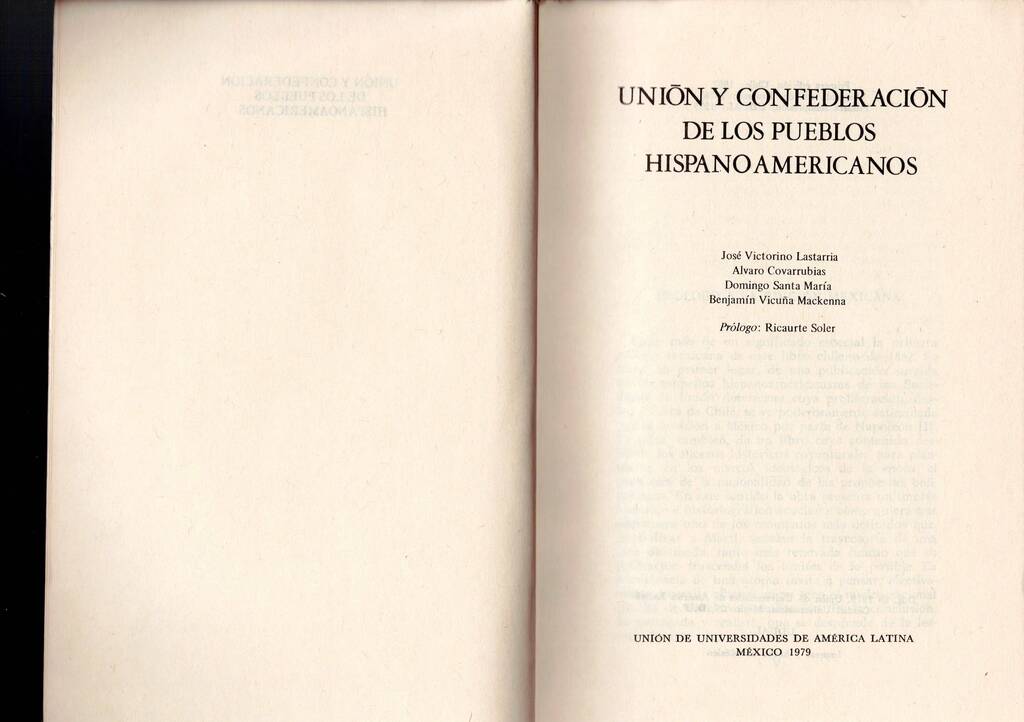 UNIÓN Y CONFEDERACIÓN
DE LOS PUEBLOS
HISPANOAMERICANOS
José Victorino Lastarria
Alvaro Covarrubias
Domingo Santa María
Benjamín Vicuña Mackenna
Prólogo: Ricaurte Soler
UNIÓN DE UNIVERSIDADES DE AMÉRICA LATINA
MÉXICO 1979